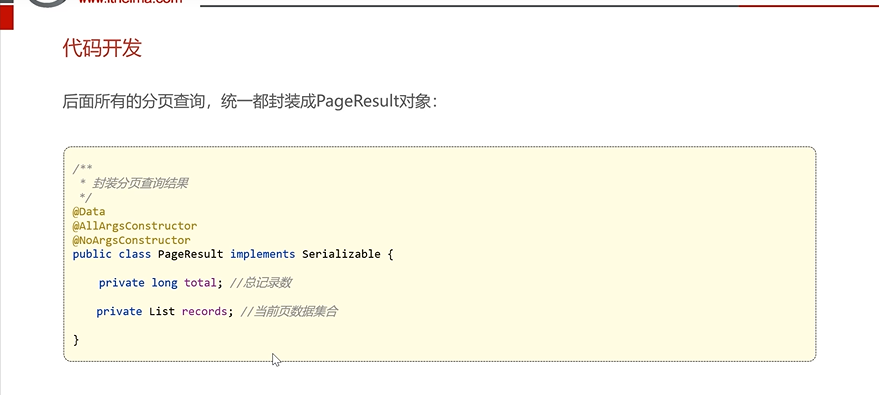 www.itheima.com
代码开发
后面所有的分页查询，统一都封装成PageResult对象：
/**
 * 封装分页查询结果
 */
@Data
@AllArgsConstructor
@NoArgsConstructor
public class PageResult implements Serializable {
private long total; //总记录数
private List records; //当前页数据集合
}